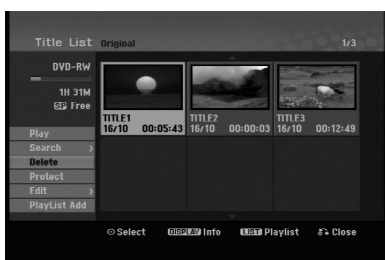 Title List Original 1/3
DVD-RW
1H 31M
SP Free
Play
Search
Delete
Protect
Edit
PlayList Add
TITLE1
16/10 00:05:43
TITLE2
16/10 00:00:03
TITLE3
16/10 00:12:49
Select DISPLAY Info LIST Playlist Close